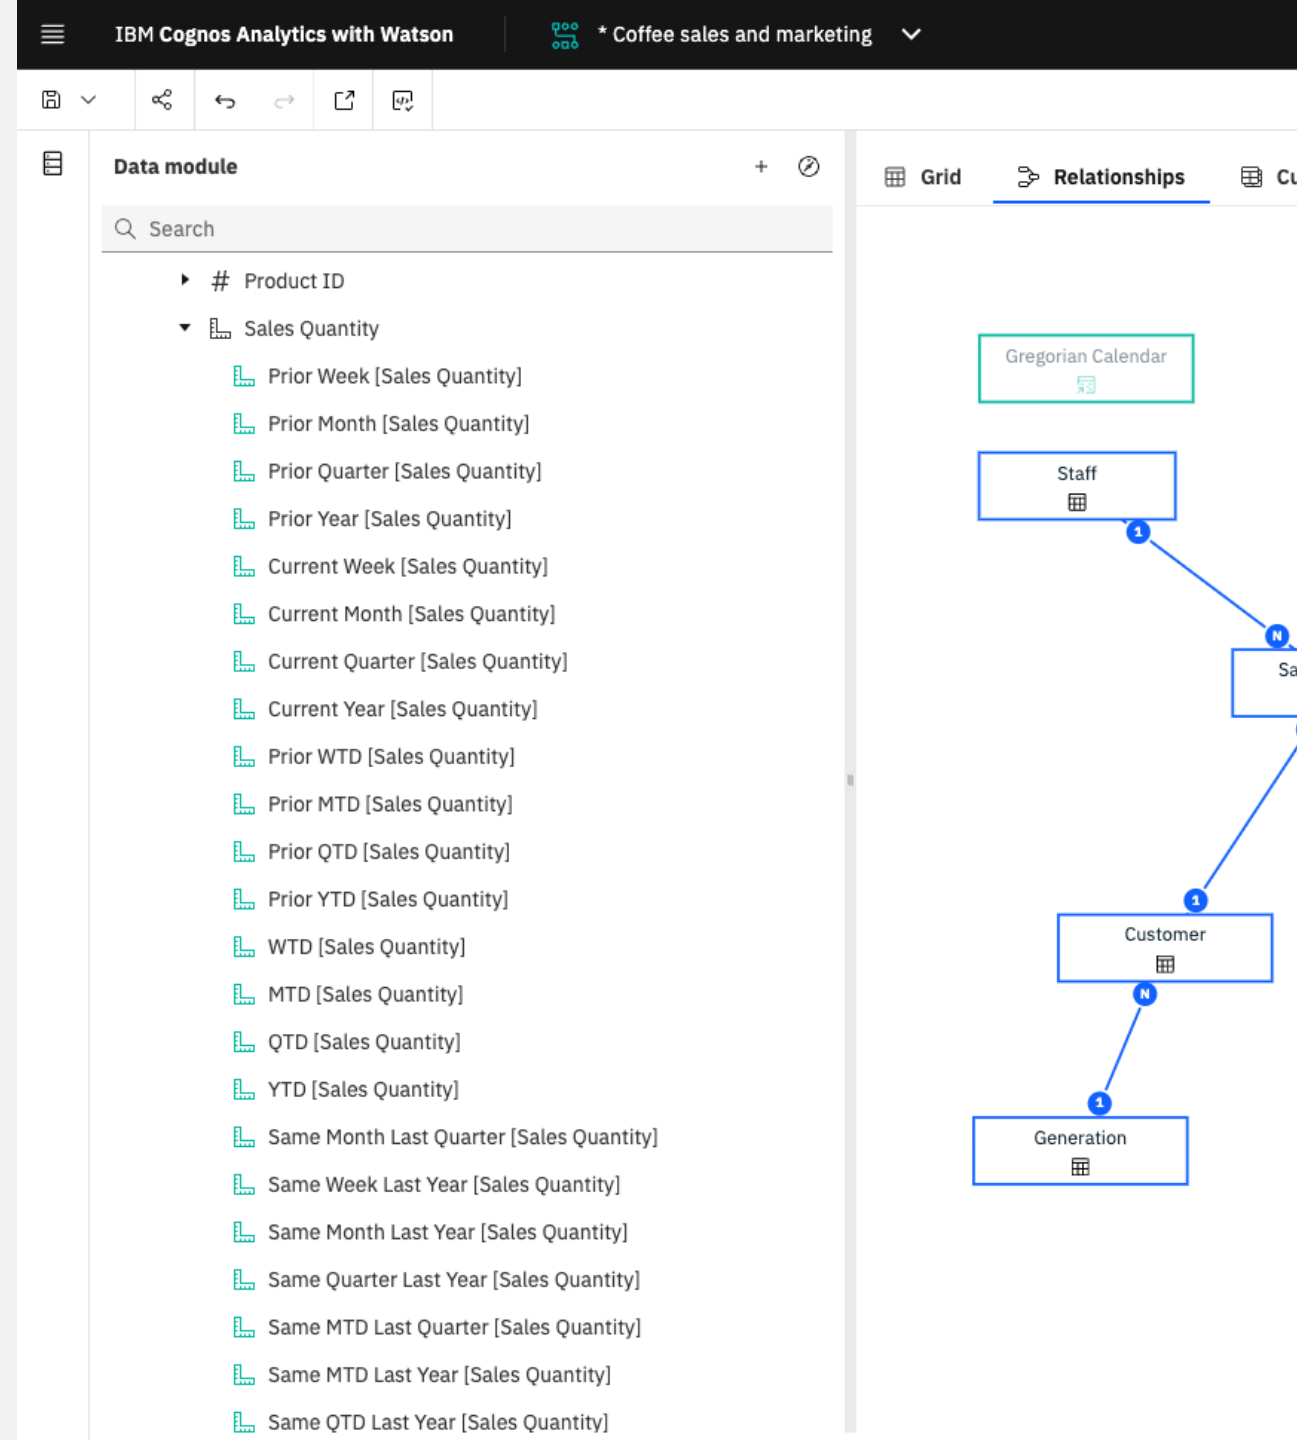 IBM Cognos Analytics with Watson
* Coffee sales and marketing
Data module
Search
Product ID
Sales Quantity
Prior Week [Sales Quantity]
Prior Month [Sales Quantity]
Prior Quarter [Sales Quantity]
Prior Year [Sales Quantity]
Current Week [Sales Quantity]
Current Month [Sales Quantity]
Current Quarter [Sales Quantity]
Current Year [Sales Quantity]
Prior WTD [Sales Quantity]
Prior MTD [Sales Quantity]
Prior QTD [Sales Quantity]
Prior YTD [Sales Quantity]
WTD [Sales Quantity]
MTD [Sales Quantity]
QTD [Sales Quantity]
YTD [Sales Quantity]
Same Month Last Quarter [Sales Quantity]
Same Week Last Year [Sales Quantity]
Same Month Last Year [Sales Quantity]
Same Quarter Last Year [Sales Quantity]
Same MTD Last Quarter [Sales Quantity]
Same MTD Last Year [Sales Quantity]
Same QTD Last Year [Sales Quantity]
Grid
Relationships
Cu
Gregorian Calendar
Staff
1
N
Sa
1
Customer
N
1
Generation